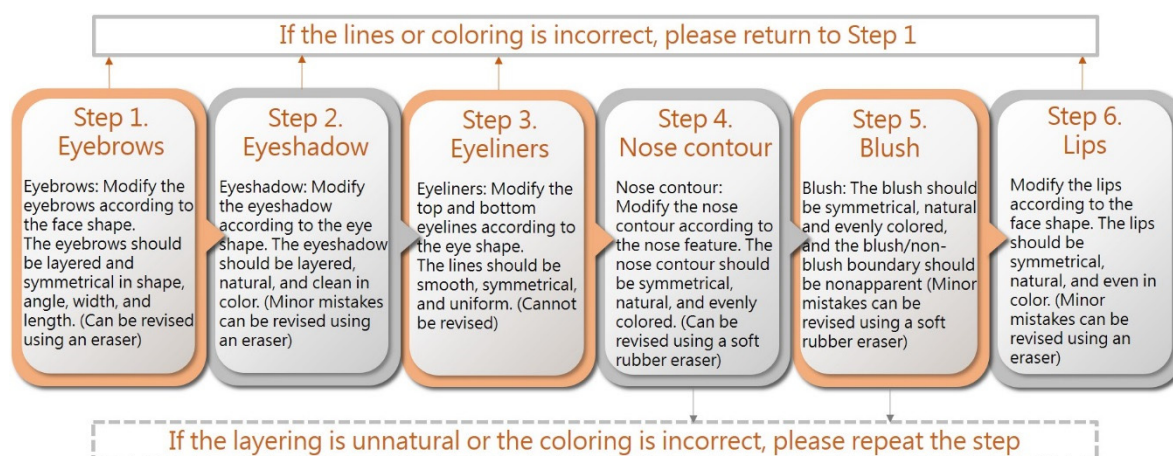 If the lines or coloring is incorrect, please return to Step 1
Step 1.
Eyebrows
Eyebrows: Modify the
eyebrows according to
the face shape.
The eyebrows should
be layered and
symmetrical in shape,
angle, width, and
length. (Can be revised
using an eraser)
Step 2.
Eyeshadow
Eyeshadow: Modify
the eyeshadow
according to the eye
shape. The eyeshadow
should be layered,
natural, and clean in
color. (Minor mistakes
can be revised using
an eraser)
Step 3.
Eyeliners
Eyeliners: Modify the
top and bottom
eyelines according to
the eye shape.
The lines should be
smooth, symmetrical,
and uniform. (Cannot
be revised)
Step 4.
Nose contour
Nose contour:
Modify the nose
contour according to
the nose feature. The
nose contour should
be symmetrical,
natural, and evenly
colored. (Can be
revised using a soft
rubber eraser)
Step 5.
Blush
Blush: The blush should
be symmetrical, natural
and evenly colored,
and the blush/non-
blush boundary should
be nonapparent (Minor
mistakes can be
revised using a soft
rubber eraser)
Step 6.
Lips
Modify the lips
according to the
face shape. The lips
should be
symmetrical,
natural, and even in
color. (Minor
mistakes can be
revised using an
eraser)
If the layering is unnatural or the coloring is incorrect, please repeat the step